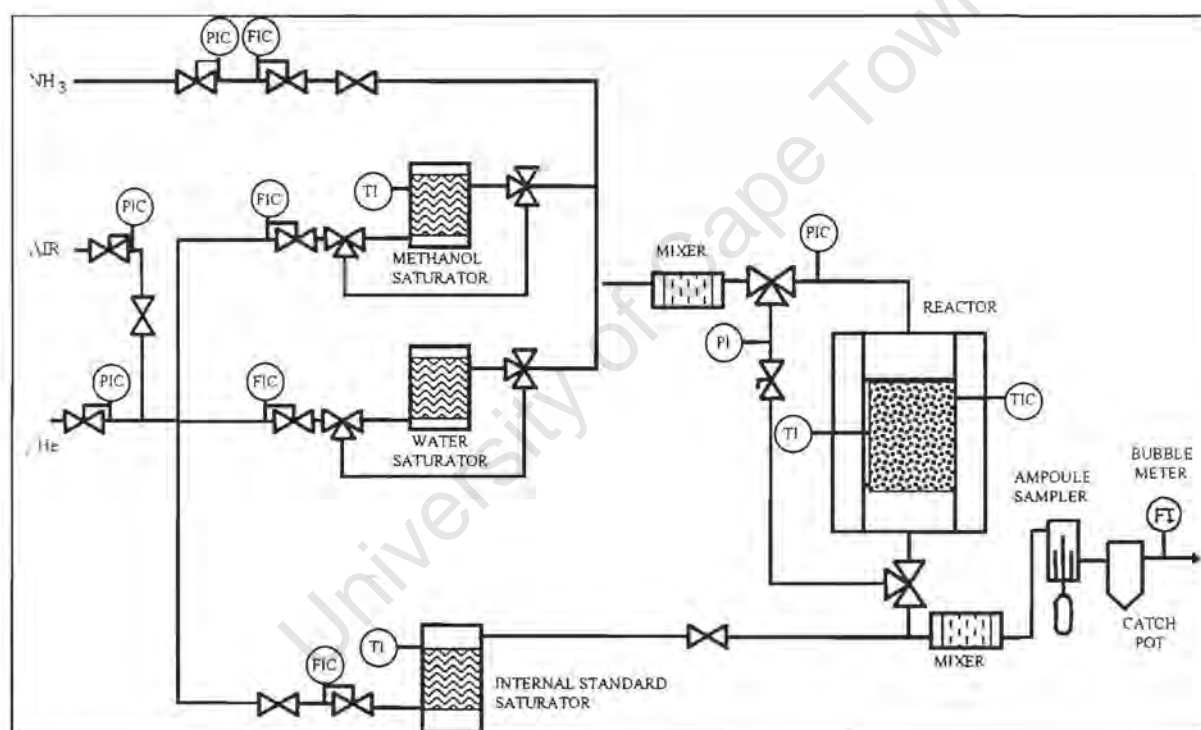 PIC FIC
NH3
TI
METHANOL
SATURATOR
FIC
PIC
AIR
MIXER
PIC
REACTOR
PI
PIC
He
FIC
WATER
SATURATOR
TI
TIC
AMPOULE
SAMPLER
BUBBLE
METER
FI
CATCH
POT
MIXER
TI
FIC
INTERNAL STANDARD
SATURATOR
University of Cape Town